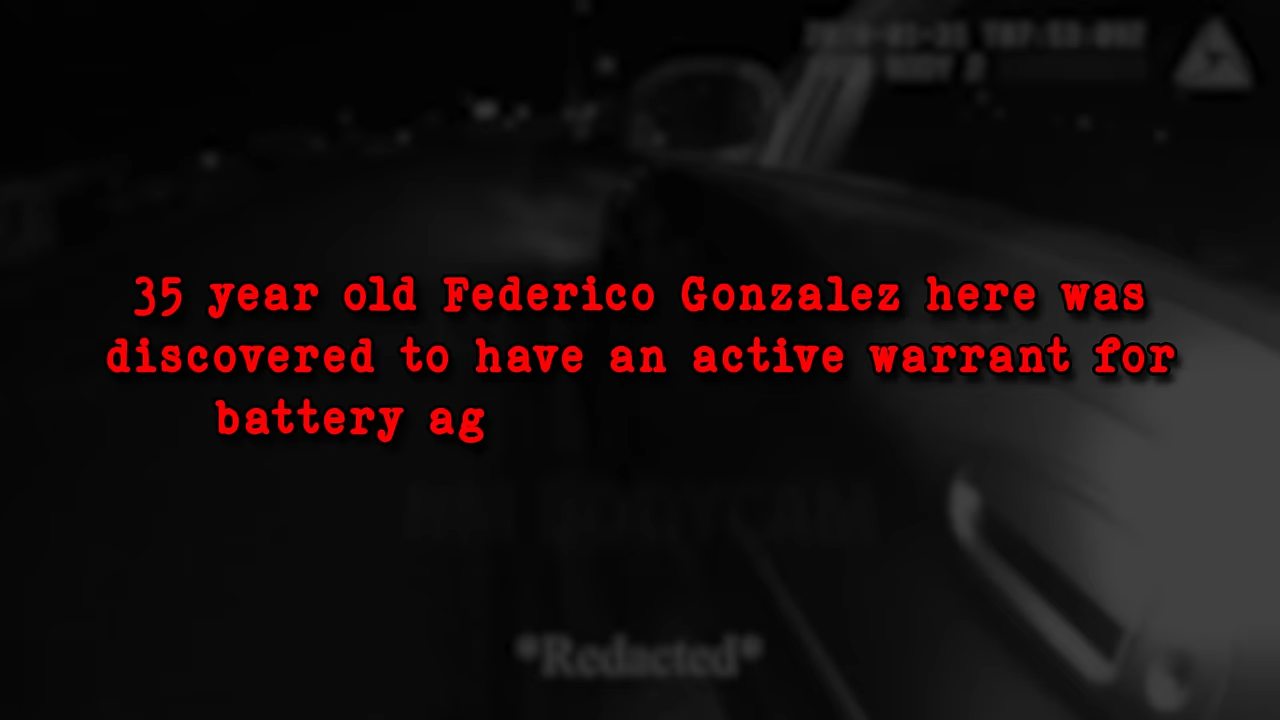 35 year old Federico Gonzalez here was
discovered to have an active warrant for
battery ag
*Redacted*